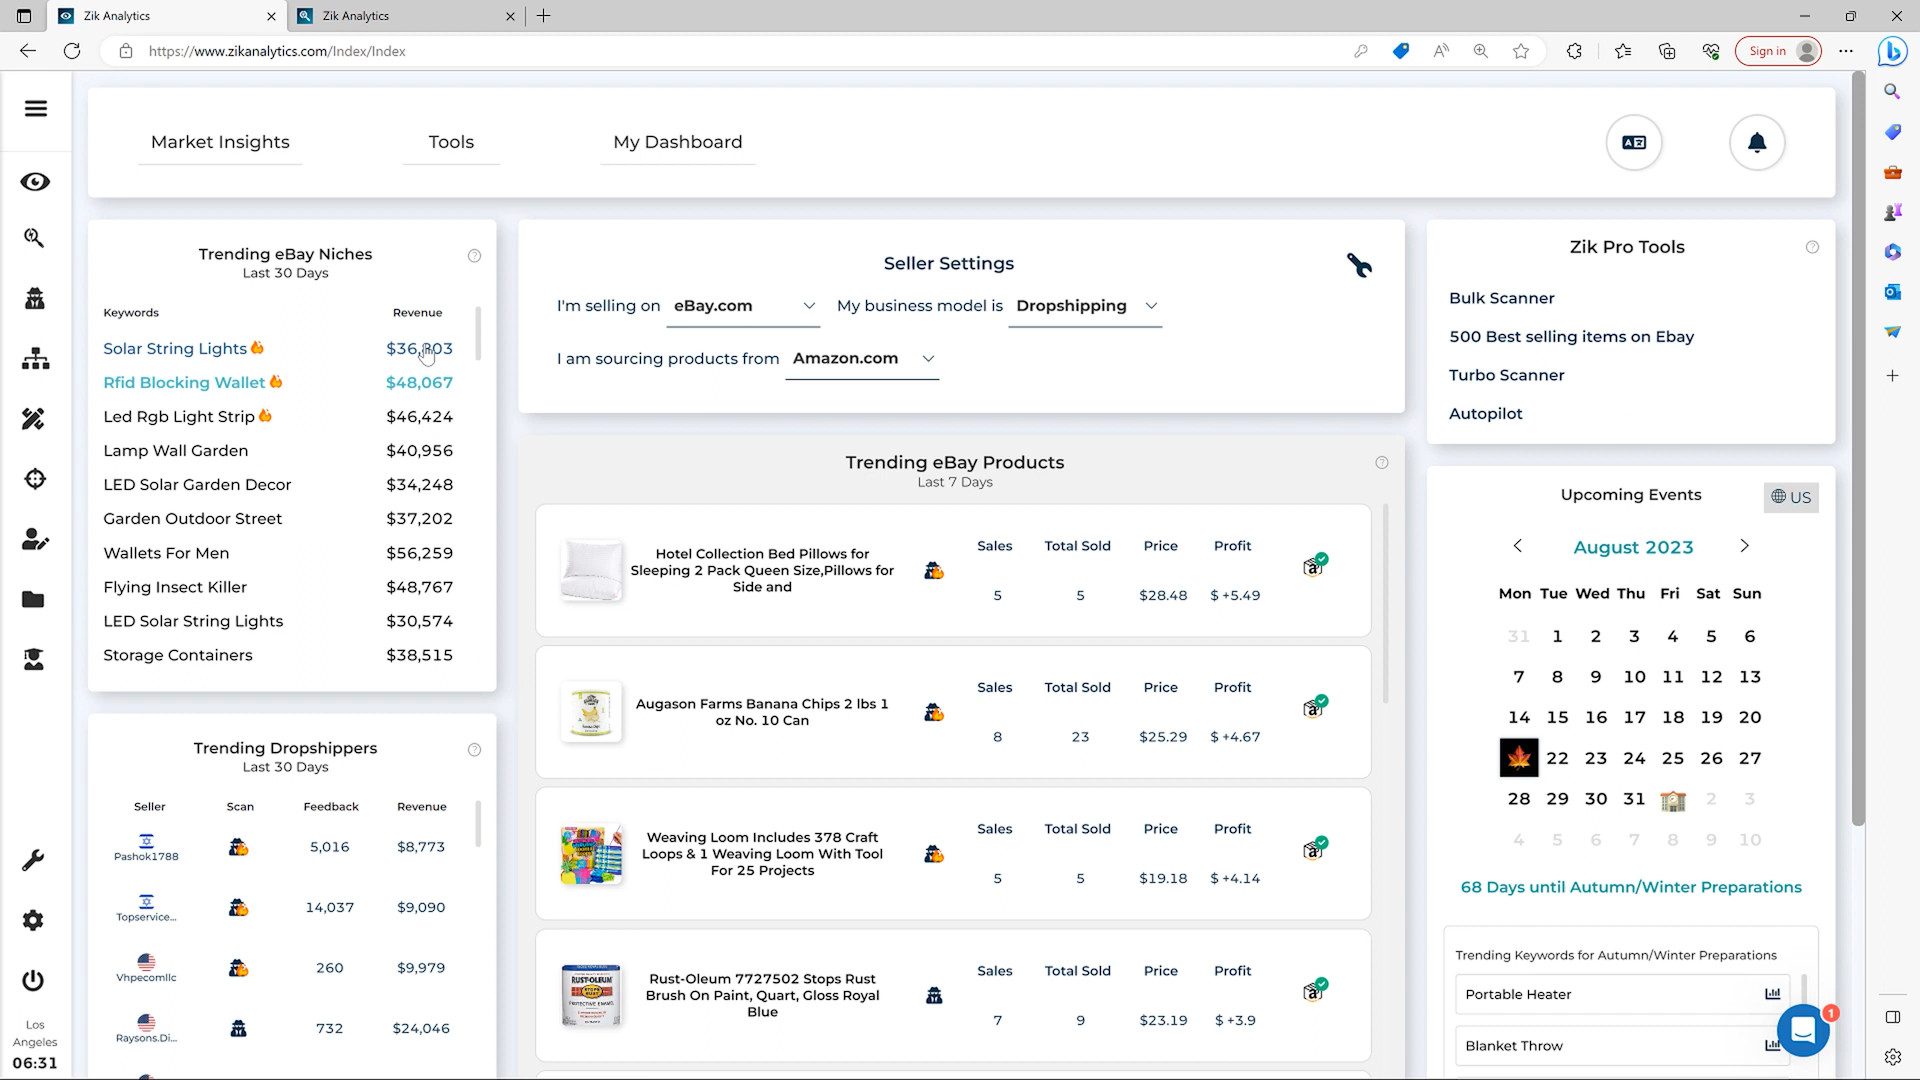 Zik Analytics
Zik Analytics
https://www.zikanalytics.com/Index/Index
Sign in
Market Insights
Tools
My Dashboard
Trending eBay Niches
Last 30 Days
Keywords Revenue
Solar String Lights
Rfid Blocking Wallet $48,067
Led Rgb Light Strip $46,424
Lamp Wall Garden $40,956
LED Solar Garden Decor $34,248
Garden Outdoor Street $37,202
Wallets For Men $56,259
Flying Insect Killer $48,767
LED Solar String Lights $30,574
Storage Containers $38,515
Trending Dropshippers
Last 30 Days
Seller Scan Feedback Revenue
Pashok1788 5,016 $8,773
Topservice... 14,037 $9,090
Vhpecomllc 260 $9,979
Raysons.Di... 732 $24,046
Los
Angeles
06:31
Seller Settings
I'm selling on eBay.com My business model is Dropshipping
I am sourcing products from Amazon.com
Trending eBay Products
Last 7 Days
Hotel Collection Bed Pillows for
Sleeping 2 Pack Queen Size,Pillows for
Side and
Sales Total Sold Price Profit
5 5 $28.48 $ +5.49
Augason Farms Banana Chips 2 lbs 1
oz No. 10 Can
Sales Total Sold Price Profit
8 23 $25.29 $ +4.67
Weaving Loom Includes 378 Craft
Loops & 1 Weaving Loom With Tool
For 25 Projects
Sales Total Sold Price Profit
5 5 $19.18 $ +4.14
Rust-Oleum 7727502 Stops Rust
Brush On Paint, Quart, Gloss Royal
Blue
Sales Total Sold Price Profit
7 9 $23.19 $ +3.9
Zik Pro Tools
Bulk Scanner
500 Best selling items on Ebay
Turbo Scanner
Autopilot
Upcoming Events
US
August 2023
Mon Tue Wed Thu Fri Sat Sun
31 1 2 3 4 5 6
7 8 9 10 11 12 13
14 15 16 17 18 19 20
22 23 24 25 26 27
28 29 30 31 2 3
4 5 6 7 8 9 10
68 Days until Autumn/Winter Preparations
Trending Keywords for Autumn/Winter Preparations
Portable Heater
Blanket Throw
1